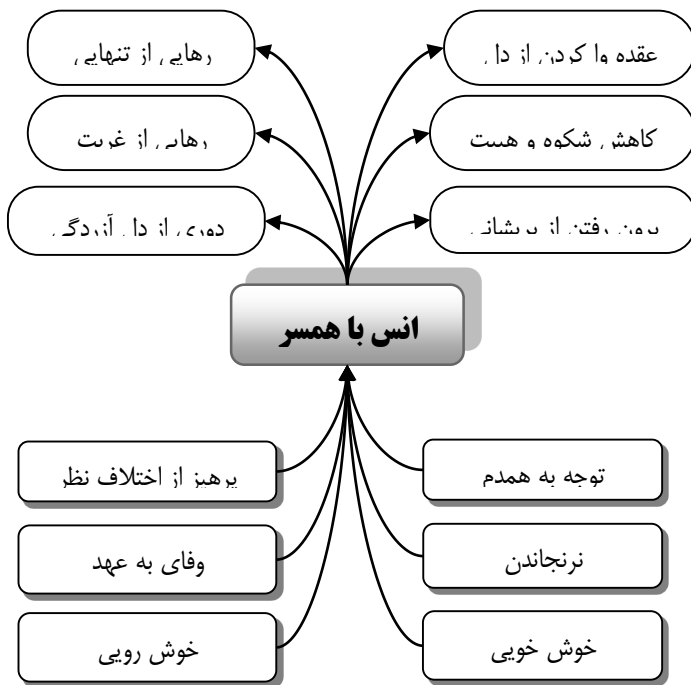 عقده وا کردن از دل
رهایی از تنهایی
کاهش شکوه و هیبت
رهایی از غربت
برون رفتن از پریشانی
دوری از دل آزردگی
انس با همسر
توجه به همدم
پرهیز از اختلاف نظر
نرنجاندن
وفای به عهد
خوش خویی
خوش رویی